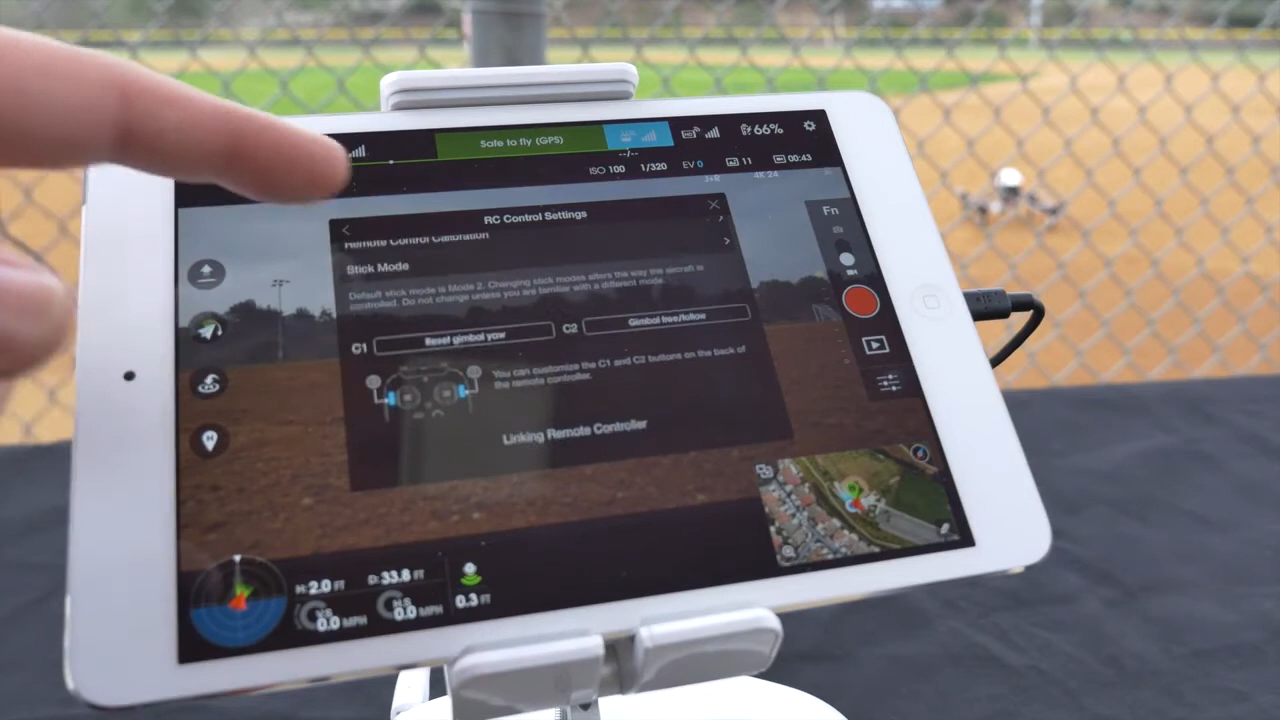 Safe to fly (GPS)
66%
--/--
ISO 100 1/320 EV 0 11 00:43
J+R 4K 24
RC Control Settings
Remote Control Calibration
Stick Mode
Default stick mode is Mode 2. Changing stick modes alters the way the aircraft is
controlled. Do not change unless you are familiar with a different mode.
C1 Reset gimbal yaw C2 Gimbal free/follow
You can customize the C1 and C2 buttons on the back of
the remote controller.
Linking Remote Controller
Fn
H
H: 2.0 FT D: 33.8 FT
V.S 0.0 MPH H.S 0.0 MPH 0.3 FT